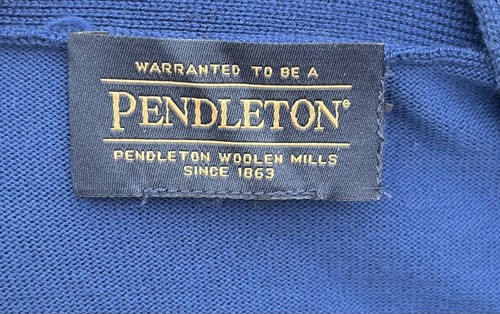 WARRANTED TO BE A
PENDLETON®
PENDLETON WOOLEN MILLS
SINCE 1863